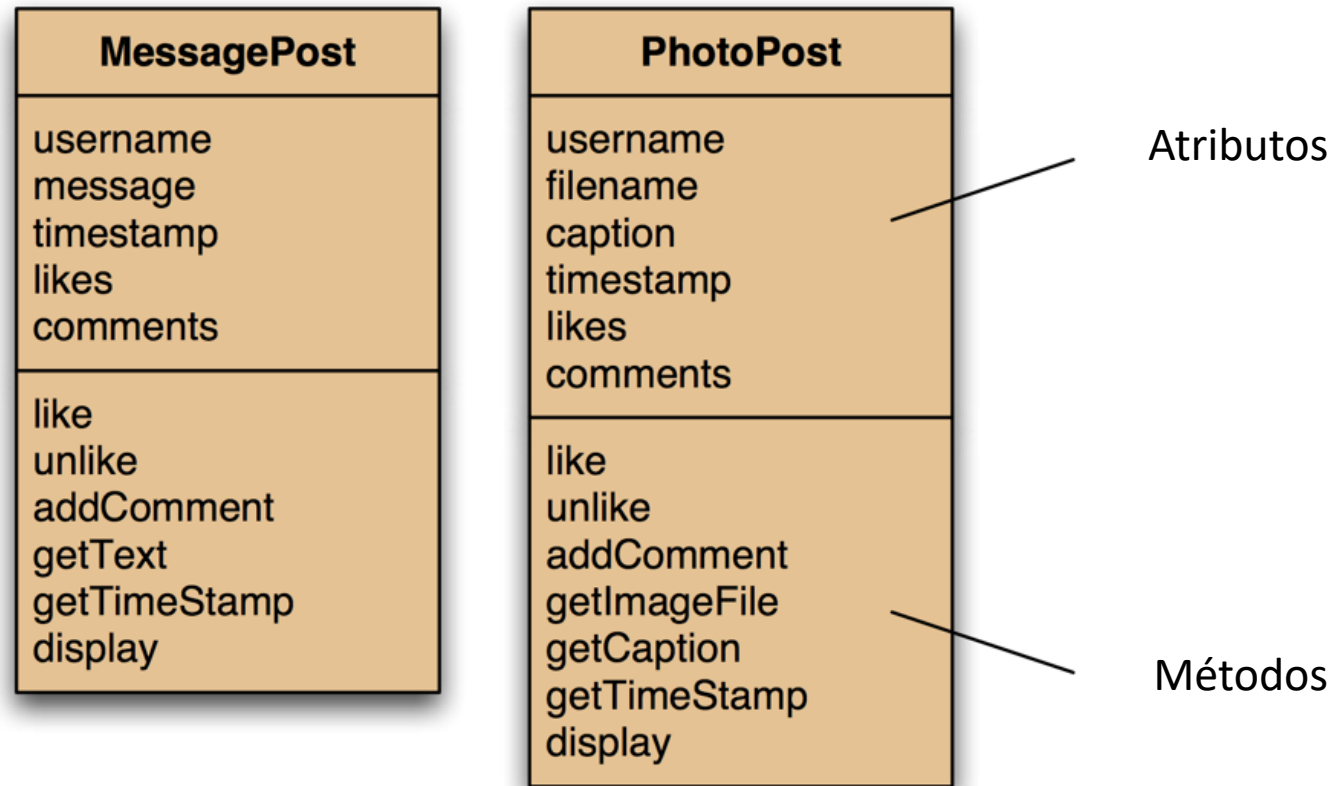 MessagePost
username
message
timestamp
likes
comments
like
unlike
addComment
getText
getTimeStamp
display
PhotoPost
username
filename
caption
timestamp
likes
comments
like
unlike
addComment
getImageFile
getCaption
getTimeStamp
display
Atributos
Métodos